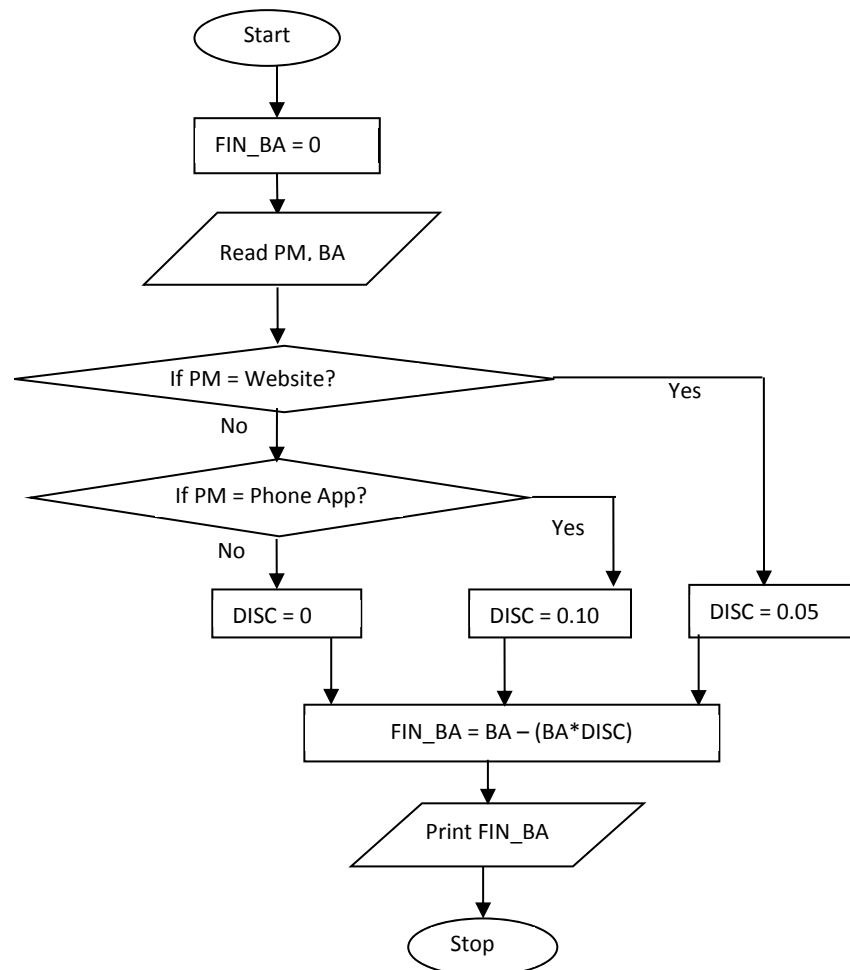 Start
FIN_BA = 0
Read PM, BA
If PM = Website?
Yes
No
If PM = Phone App?
Yes
No
DISC = 0
DISC = 0.10
DISC = 0.05
FIN_BA = BA – (BA*DISC)
Print FIN_BA
Stop